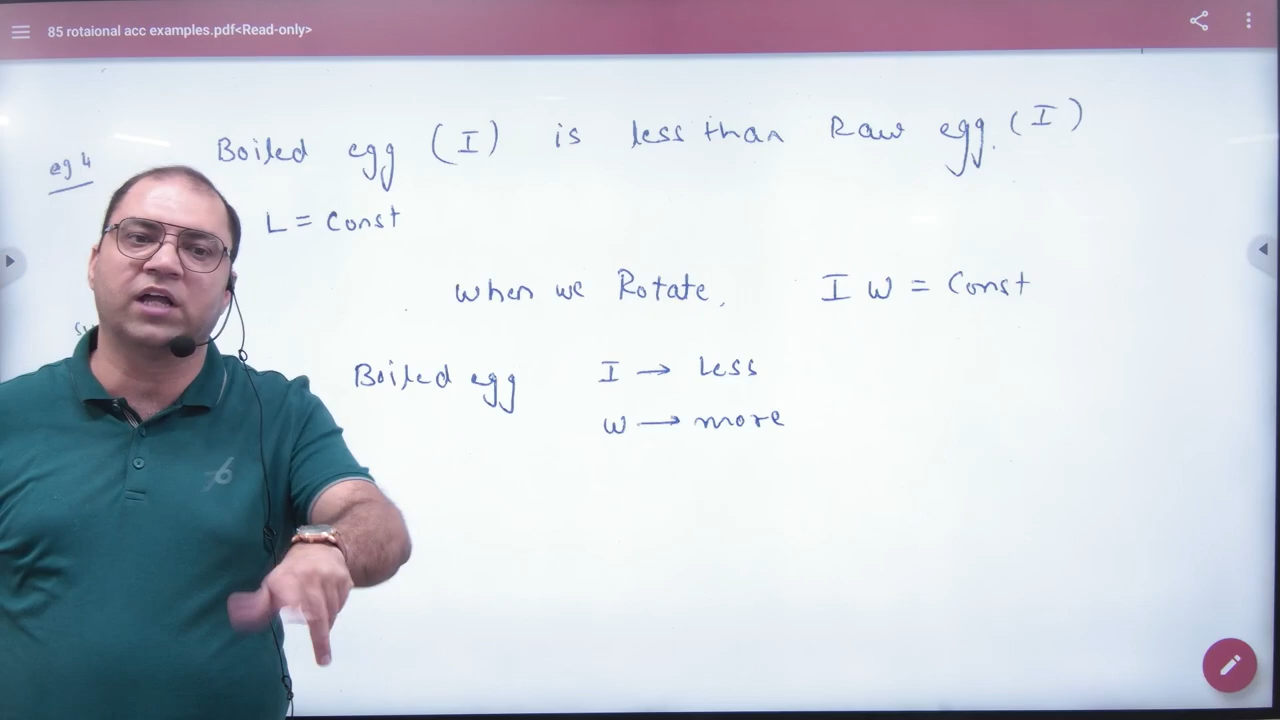 85 rotaional acc examples.pdf<Read-only>
eg 4
Boiled egg (I) is less than Raw egg. (I)
L = Const
when we Rotate, I w = Const
Boiled egg I → Less
w → more